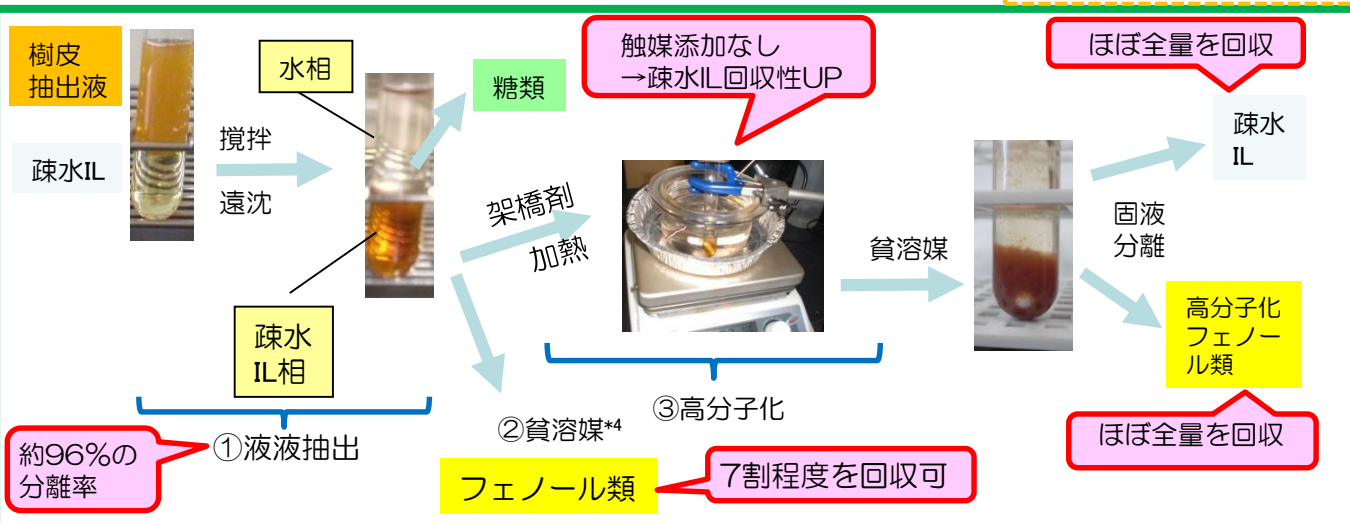 樹皮
抽出液
疎水IL
撹拌
遠沈
水相
糖類
疎水
IL相
約96%の
分離率
①液液抽出
架橋剤
加熱
②貧溶媒*4
フェノール類
7割程度を回収可
触媒添加なし
→疎水IL回収性UP
③高分子化
貧溶媒
固液
分離
ほぼ全量を回収
疎水
IL
高分子化
フェノー
ル類
ほぼ全量を回収